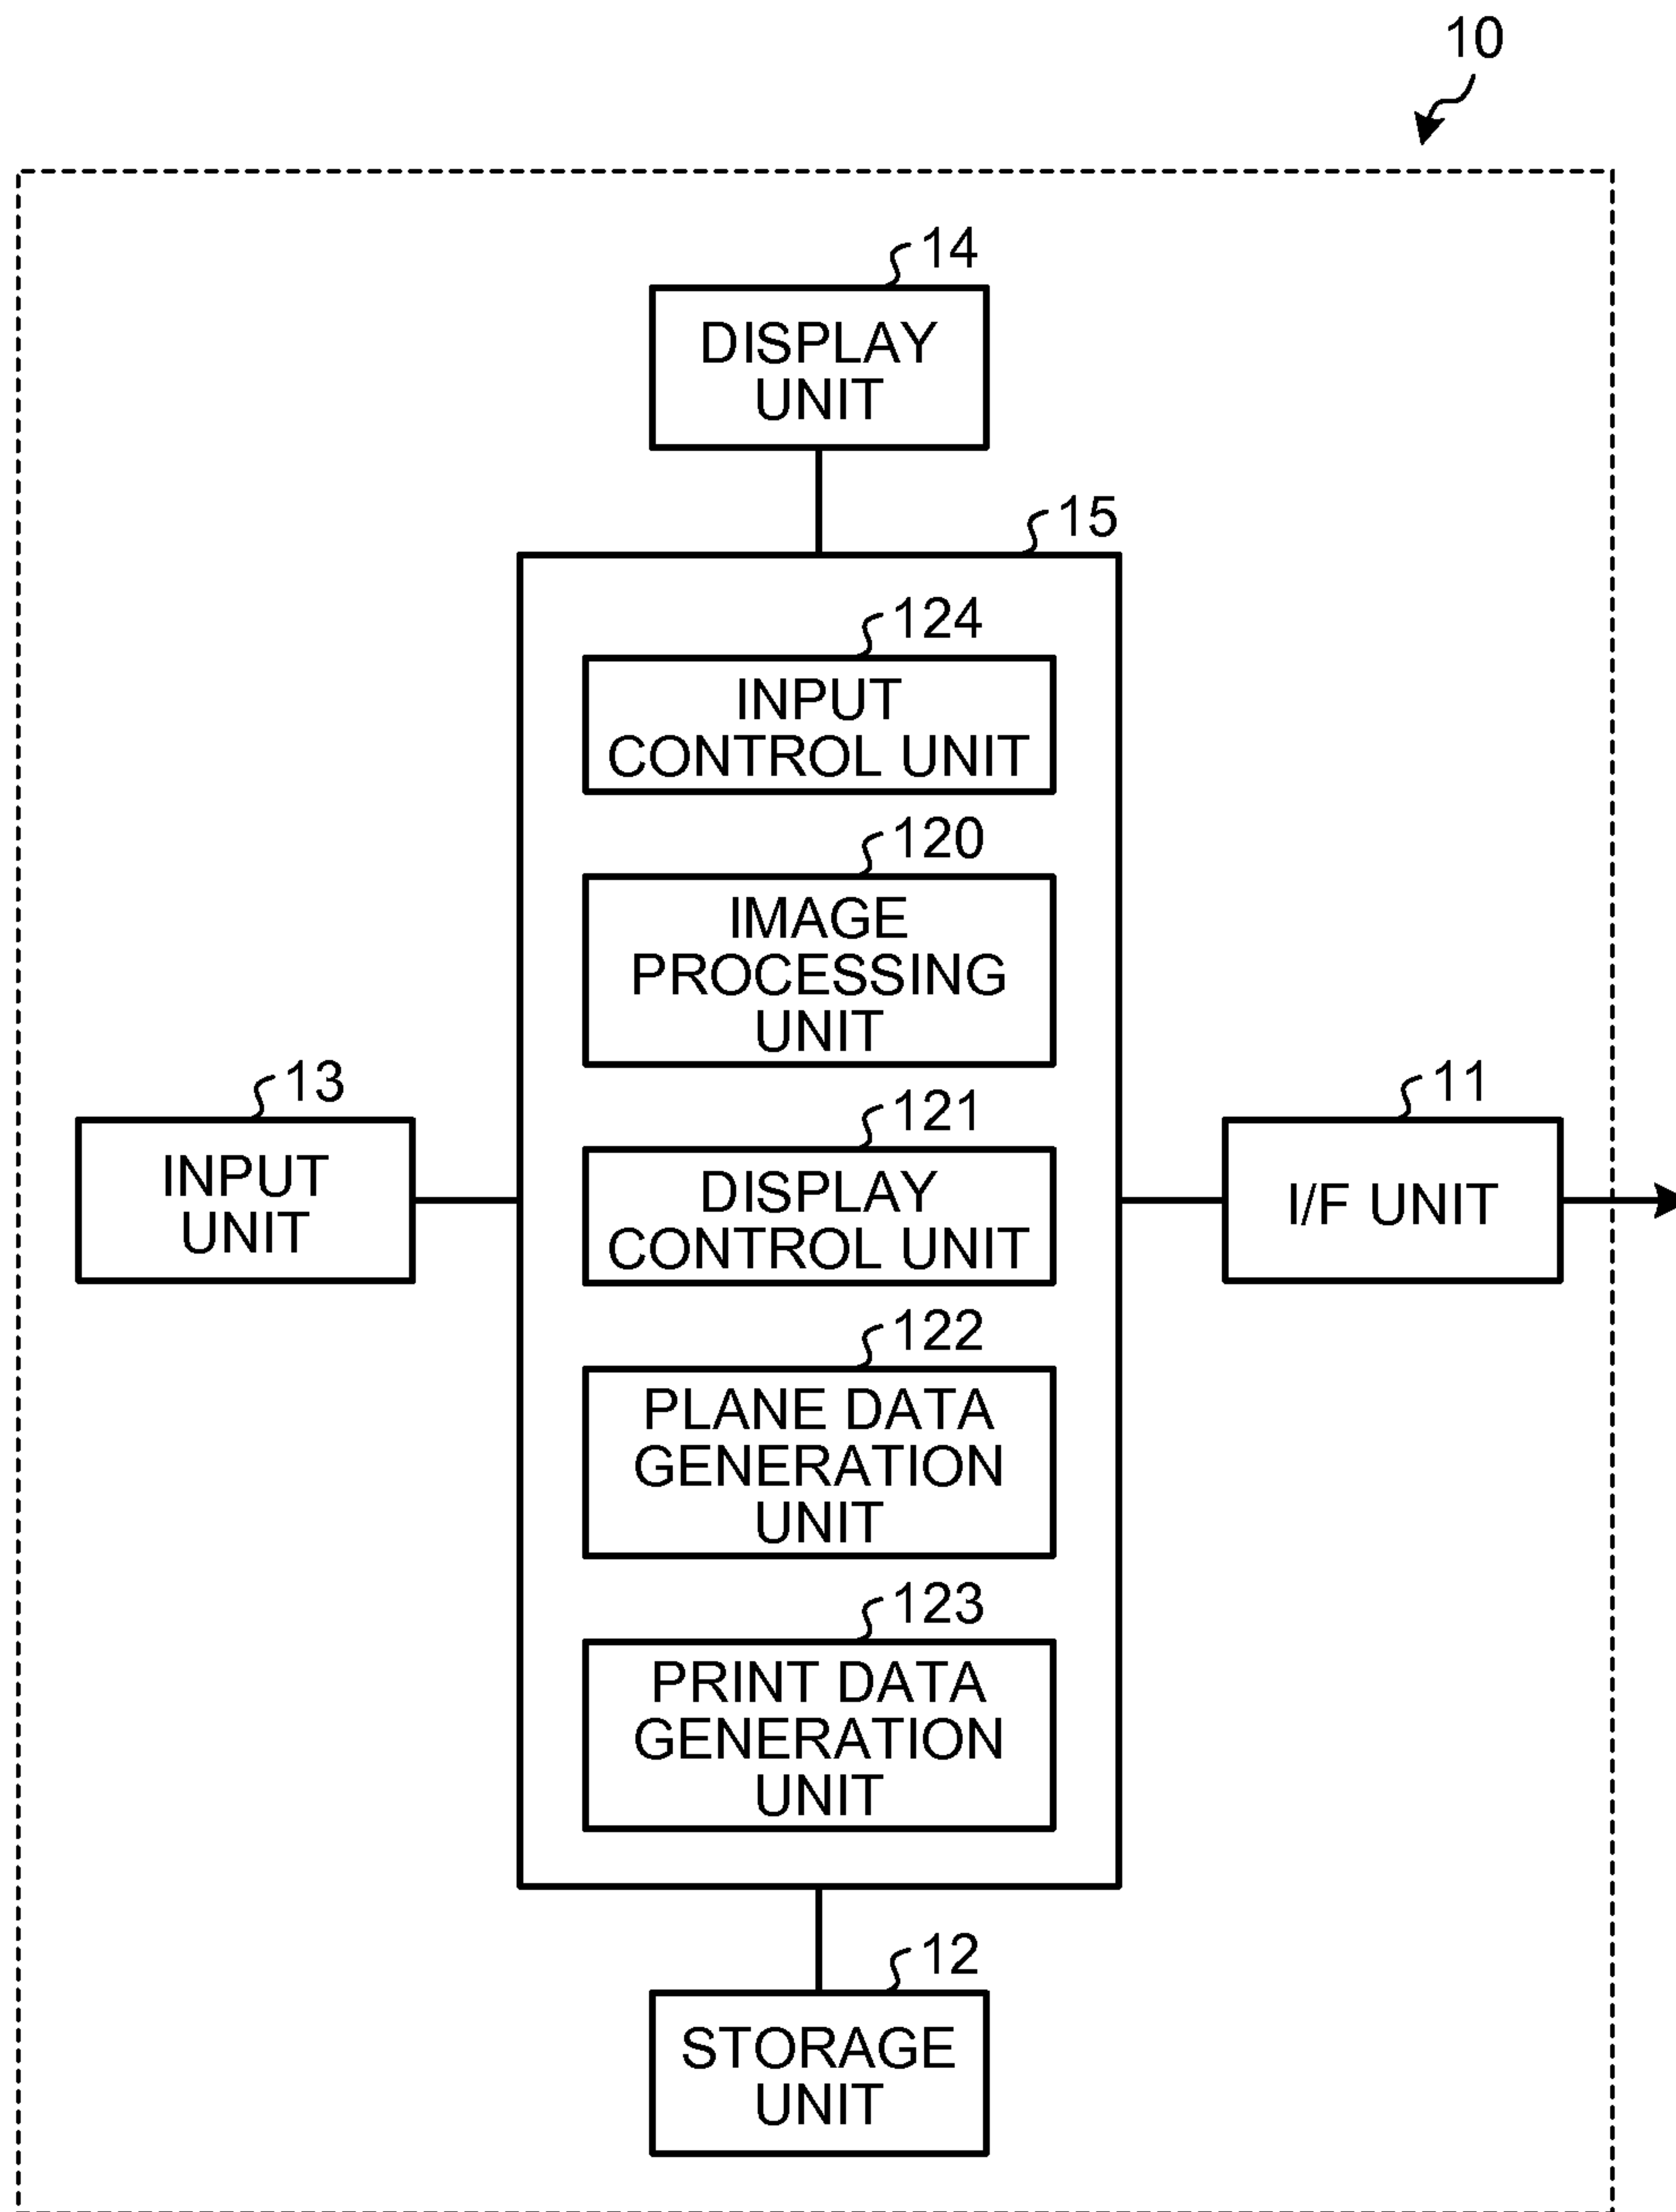 10
14
DISPLAY
UNIT
15
124
INPUT
CONTROL UNIT
120
IMAGE
PROCESSING
UNIT
13
INPUT
UNIT
121
DISPLAY
CONTROL UNIT
11
I/F UNIT
122
PLANE DATA
GENERATION
UNIT
123
PRINT DATA
GENERATION
UNIT
12
STORAGE
UNIT